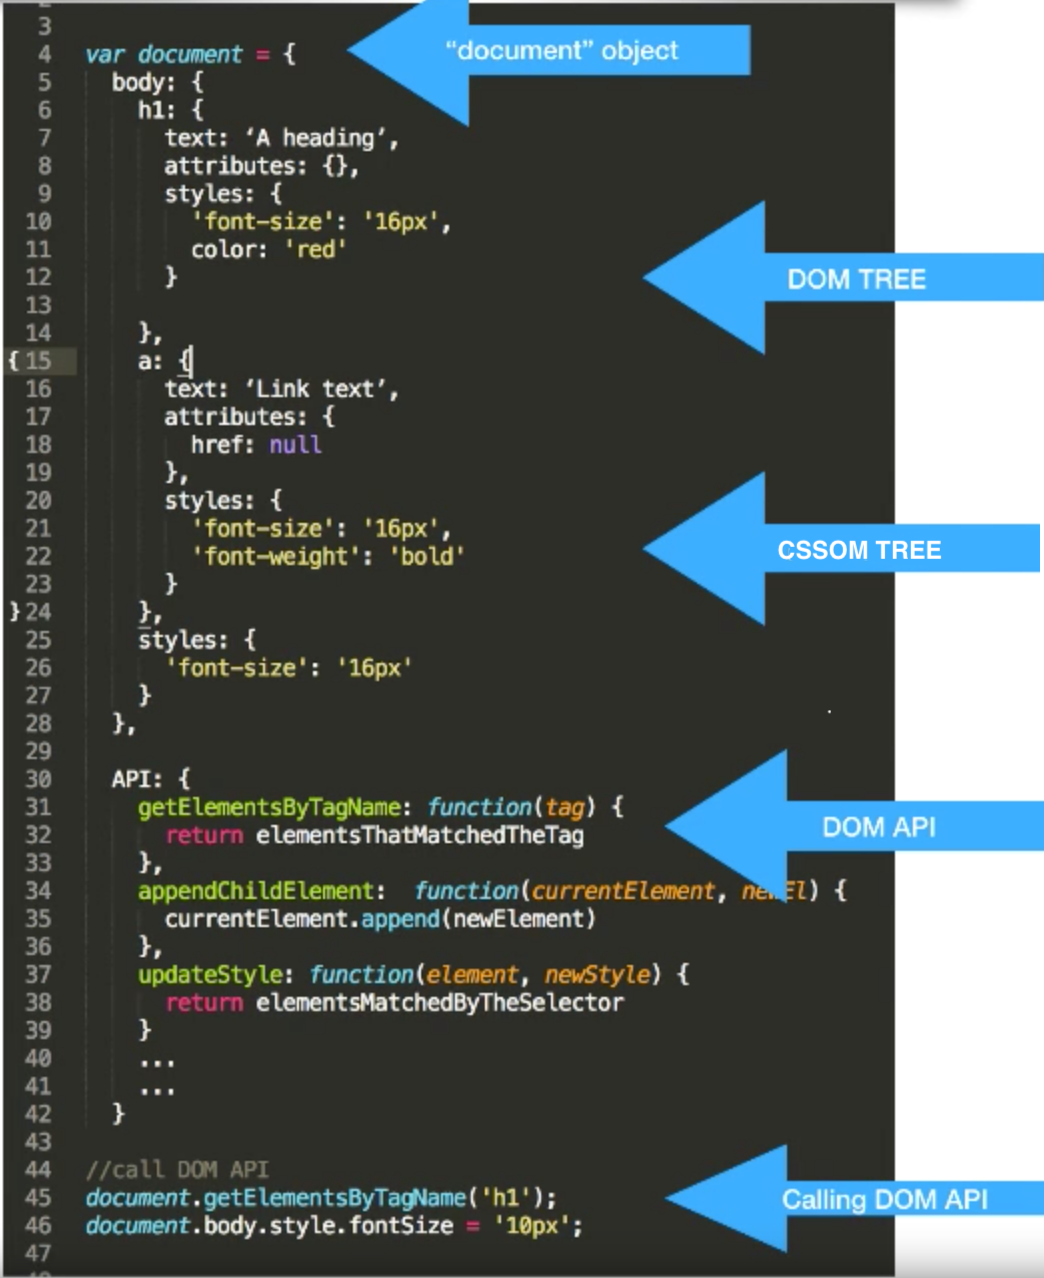 3
4 var document = {
"document" object
5 body: {
6 h1: {
7 text: ‘A heading’,
8 attributes: {},
9 styles: {
10 'font-size': '16px',
11 color: 'red'
12 }
DOM TREE
13
14 },
{ 15 a: {
16 text: ‘Link text’,
17 attributes: {
18 href: null
19 },
20 styles: {
21 'font-size': '16px',
22 'font-weight': 'bold'
CSSOM TREE
23 }
} 24 },
25 styles: {
26 'font-size': '16px'
27 }
28 },
29
30 API: {
31 getElementsByTagName: function(tag) {
32 return elementsThatMatchedTheTag
DOM API
33 },
34 appendChildElement: function(currentElement, newEl) {
35 currentElement.append(newElement)
36 },
37 updateStyle: function(element, newStyle) {
38 return elementsMatchedByTheSelector
39 }
40 ...
41 ...
42 }
43
44 //call DOM API
45 document.getElementsByTagName('h1');
Calling DOM API
46 document.body.style.fontSize = '10px';
47